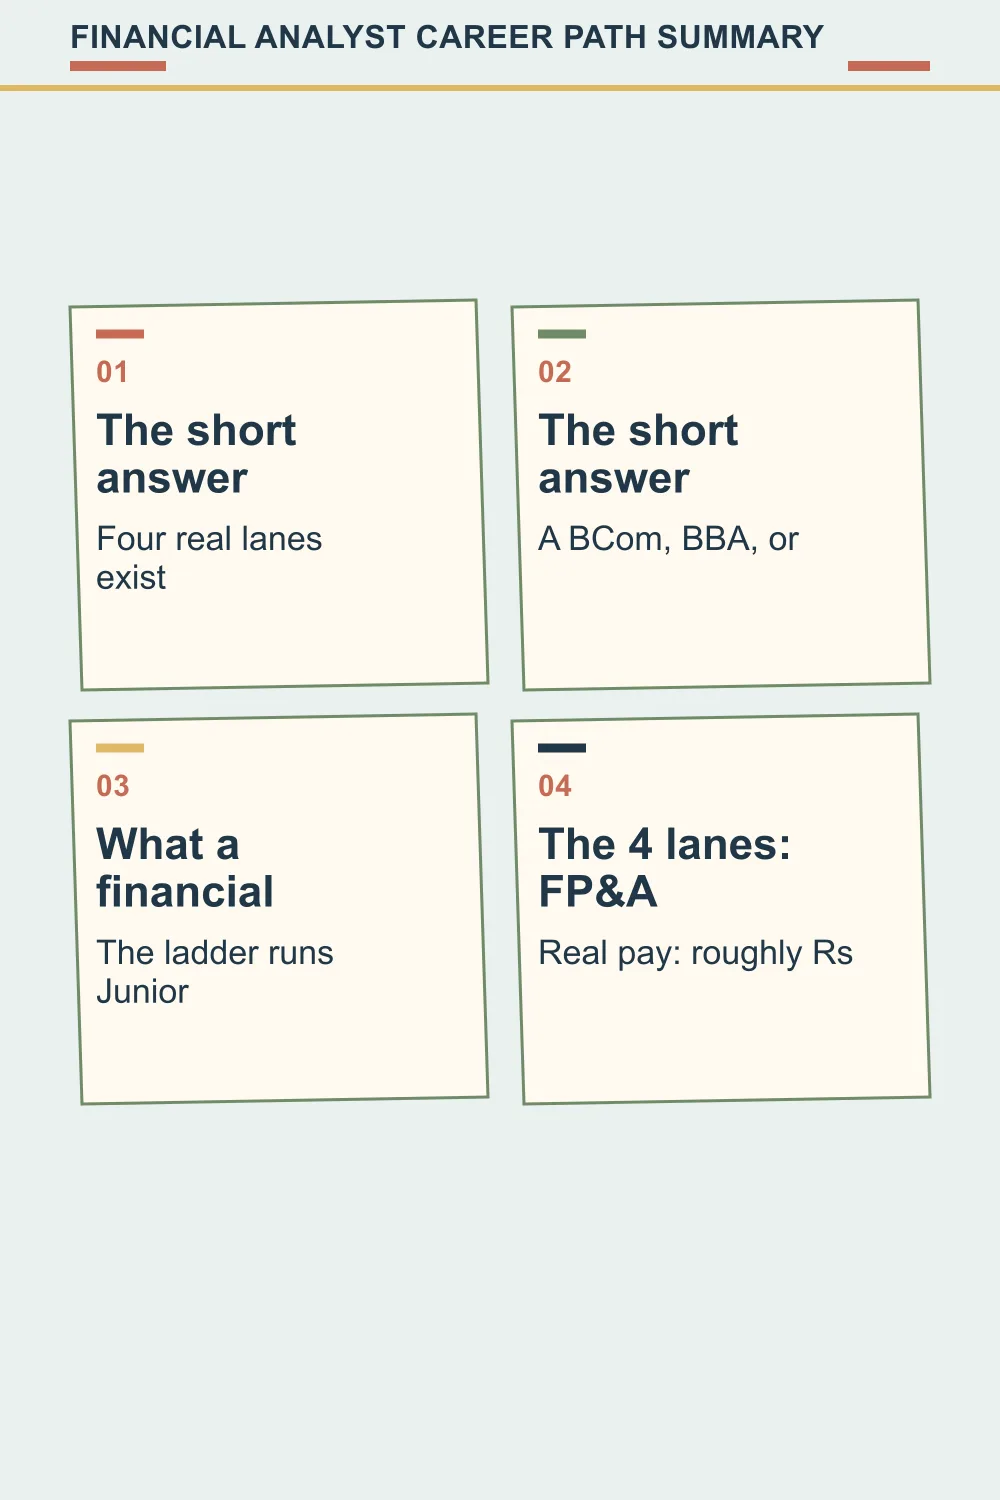 FINANCIAL ANALYST CAREER PATH SUMMARY
01
The short
answer
Four real lanes
exist
02
The short
answer
A BCom, BBA, or
03
What a
financial
The ladder runs
Junior
04
The 4 lanes:
FP&A
Real pay: roughly Rs